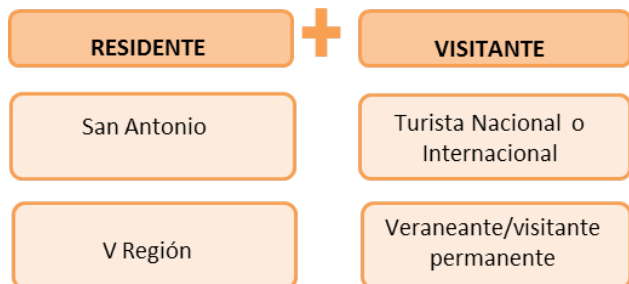 RESIDENTE
VISITANTE
San Antonio
Turista Nacional o
Internacional
V Región
Veraneante/visitante
permanente